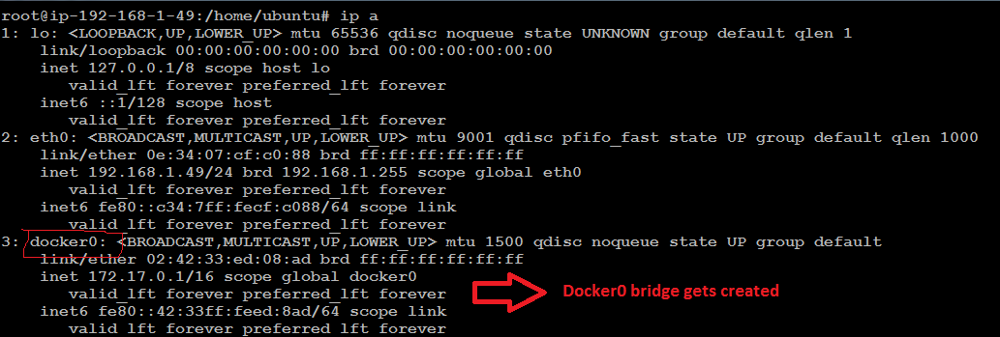 root@ip-192-168-1-49:/home/ubuntu# ip a
1: lo: <LOOPBACK,UP,LOWER_UP> mtu 65536 qdisc noqueue state UNKNOWN group default qlen 1
link/loopback 00:00:00:00:00:00 brd 00:00:00:00:00:00
inet 127.0.0.1/8 scope host lo
valid_lft forever preferred_lft forever
inet6 ::1/128 scope host
valid_lft forever preferred_lft forever
2: eth0: <BROADCAST,MULTICAST,UP,LOWER_UP> mtu 9001 qdisc pfifo_fast state UP group default qlen 1000
link/ether 0e:34:07:cf:c0:88 brd ff:ff:ff:ff:ff:ff
inet 192.168.1.49/24 brd 192.168.1.255 scope global eth0
valid_lft forever preferred_lft forever
inet6 fe80::c34:7ff:fecf:c088/64 scope link
valid_lft forever preferred_lft forever
3: docker0: <BROADCAST,MULTICAST,UP,LOWER_UP> mtu 1500 qdisc noqueue state UP group default
link/ether 02:42:33:ed:08:ad brd ff:ff:ff:ff:ff:ff
inet 172.17.0.1/16 scope global docker0
valid_lft forever preferred_lft forever
Docker0 bridge gets created
inet6 fe80::42:33ff:feed:8ad/64 scope link
valid_lft forever preferred_lft forever